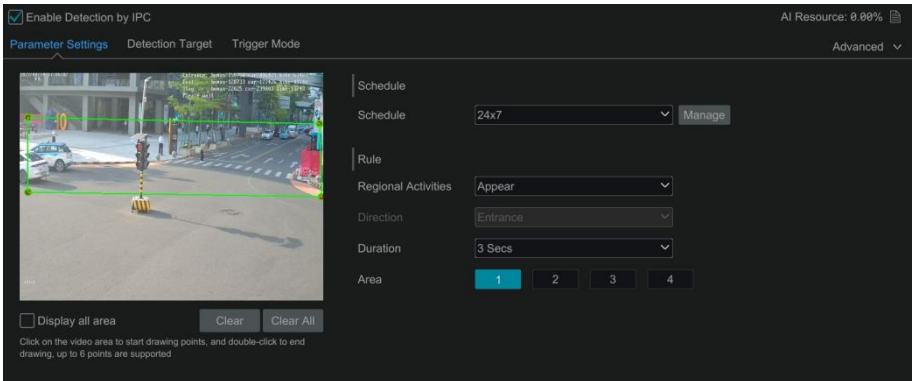 Enable Detection by IPC
AI Resource: 0.00%
Parameter Settings
Detection Target
Trigger Mode
Advanced
Schedule
Schedule
24x7
Manage
Rule
Regional Activities
Appear
Direction
Entrance
Duration
3 Secs
Area
1
2
3
4
Display all area
Clear
Clear All
Click on the video area to start drawing points, and double-click to end
drawing, up to 6 points are supported